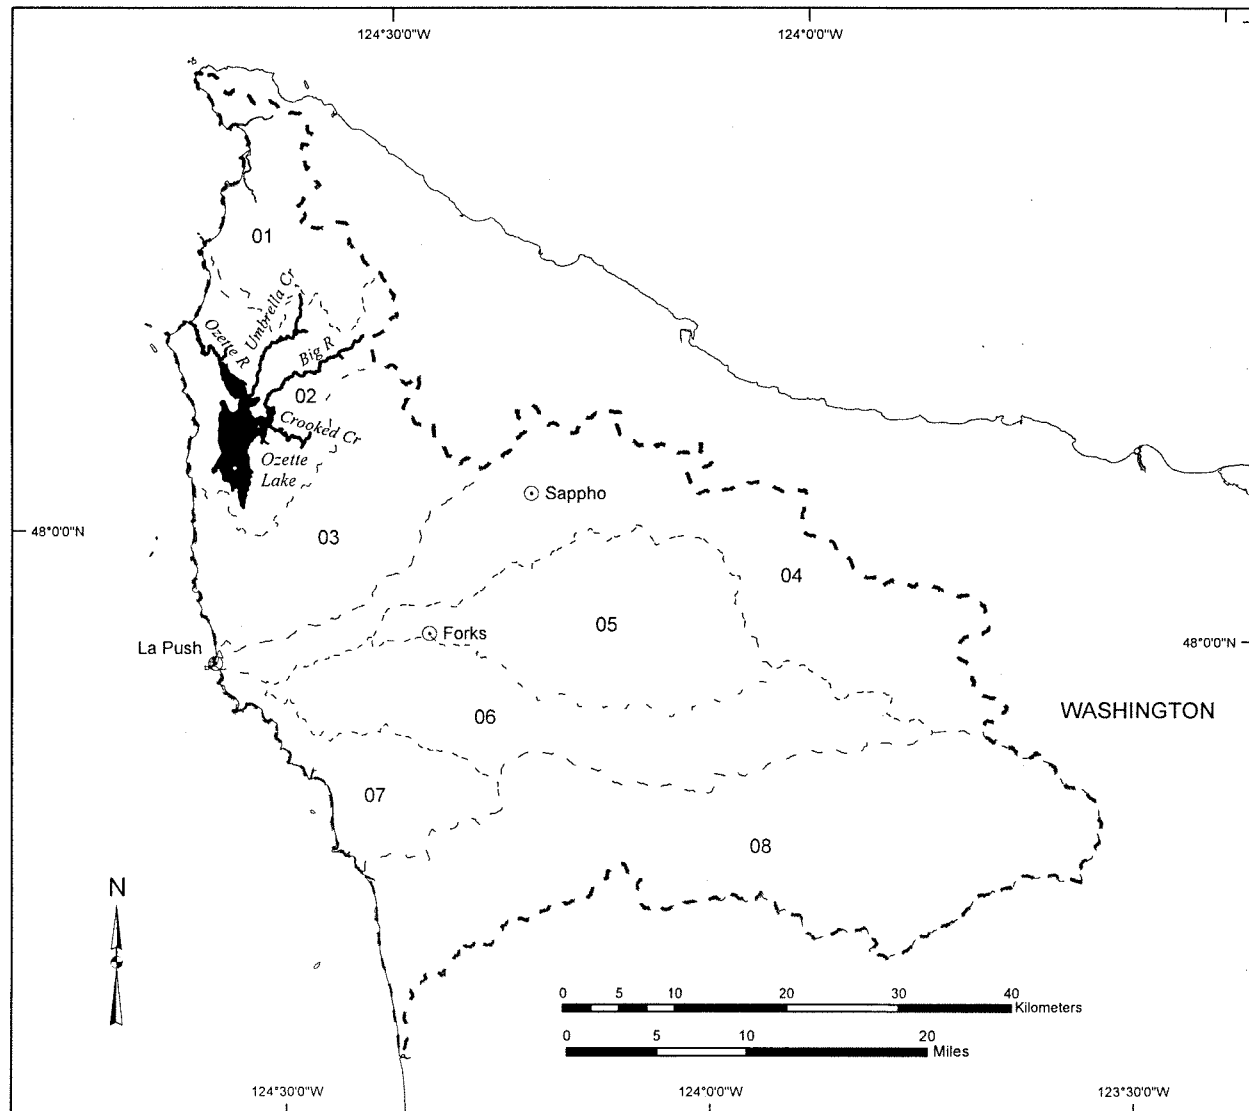 124°30'0"W
124°0'0"W
01
Umbrella Cr
Ozette R
Big R
02
Crooked Cr
Ozette
Lake
Sappho
48°0'0"N
03
04
05
Forks
La Push
48°0'0"N
06
WASHINGTON
07
08
N
0 5 10 20 30 40
Kilometers
0 5 10 20
Miles
124°30'0"W
124°0'0"W
123°30'0"W